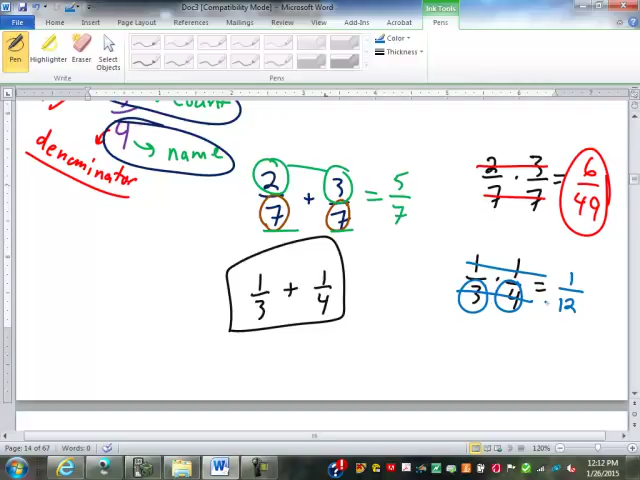 Doc3 [Compatibility Mode] - Microsoft Word
Ink Tools
File Home Insert Page Layout References Mailings Review View Add-Ins Acrobat Pens
Pen Highlighter Eraser Select Objects
Color
Thickness
Write Pens
9 → name
denominator
2/7 + 3/7 = 5/7
2/7 · 3/7 = 6/49
1/3 + 1/4
1/3 · 1/4 = 1/12
Page: 14 of 67 Words: 0 120%
12:12 PM
1/26/2015